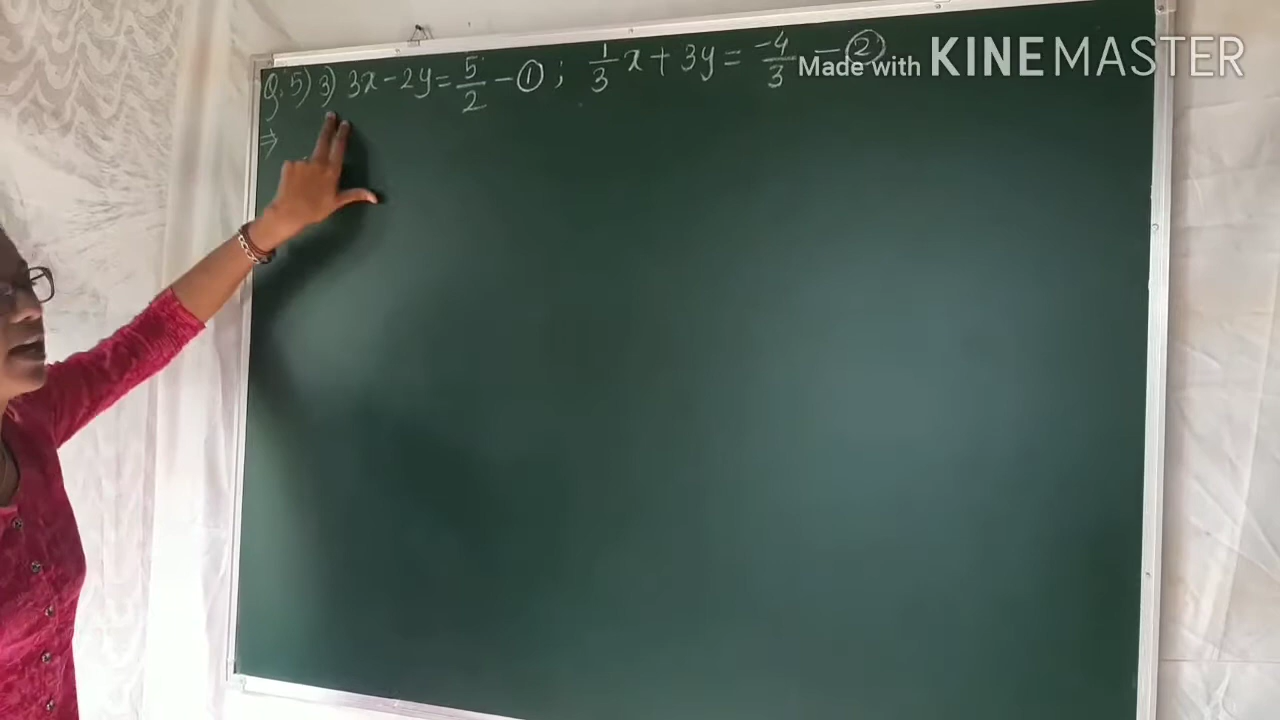 Q.5) 3) 3x - 2y = 5/2 - ① ; 1/3 x + 3y = -4/3 - ②
⇒
Made with KINEMASTER